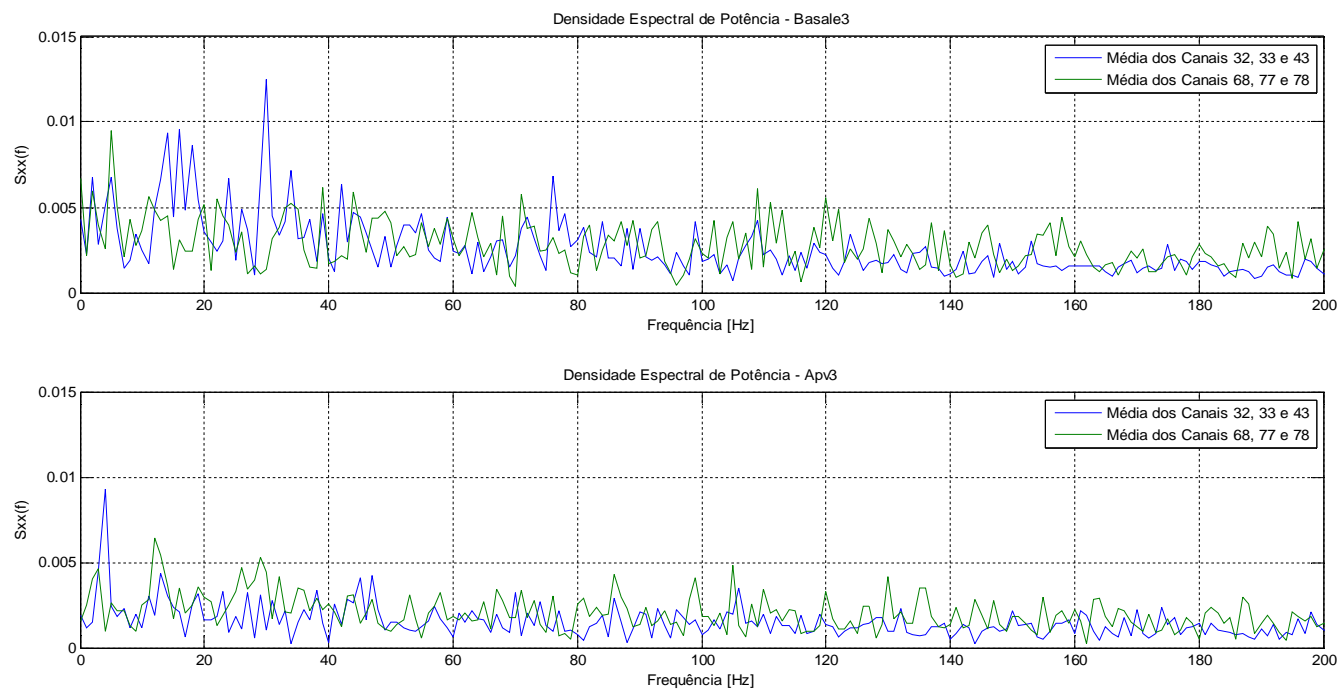 Densidade Espectral de Potência - Basale3
0.015
0.01
0.005
0
Sxx(f)
Média dos Canais 32, 33 e 43
Média dos Canais 68, 77 e 78
0 20 40 60 80 100 120 140 160 180 200
Frequência [Hz]
Densidade Espectral de Potência - Apv3
0.015
0.01
0.005
0
Sxx(f)
Média dos Canais 32, 33 e 43
Média dos Canais 68, 77 e 78
0 20 40 60 80 100 120 140 160 180 200
Frequência [Hz]